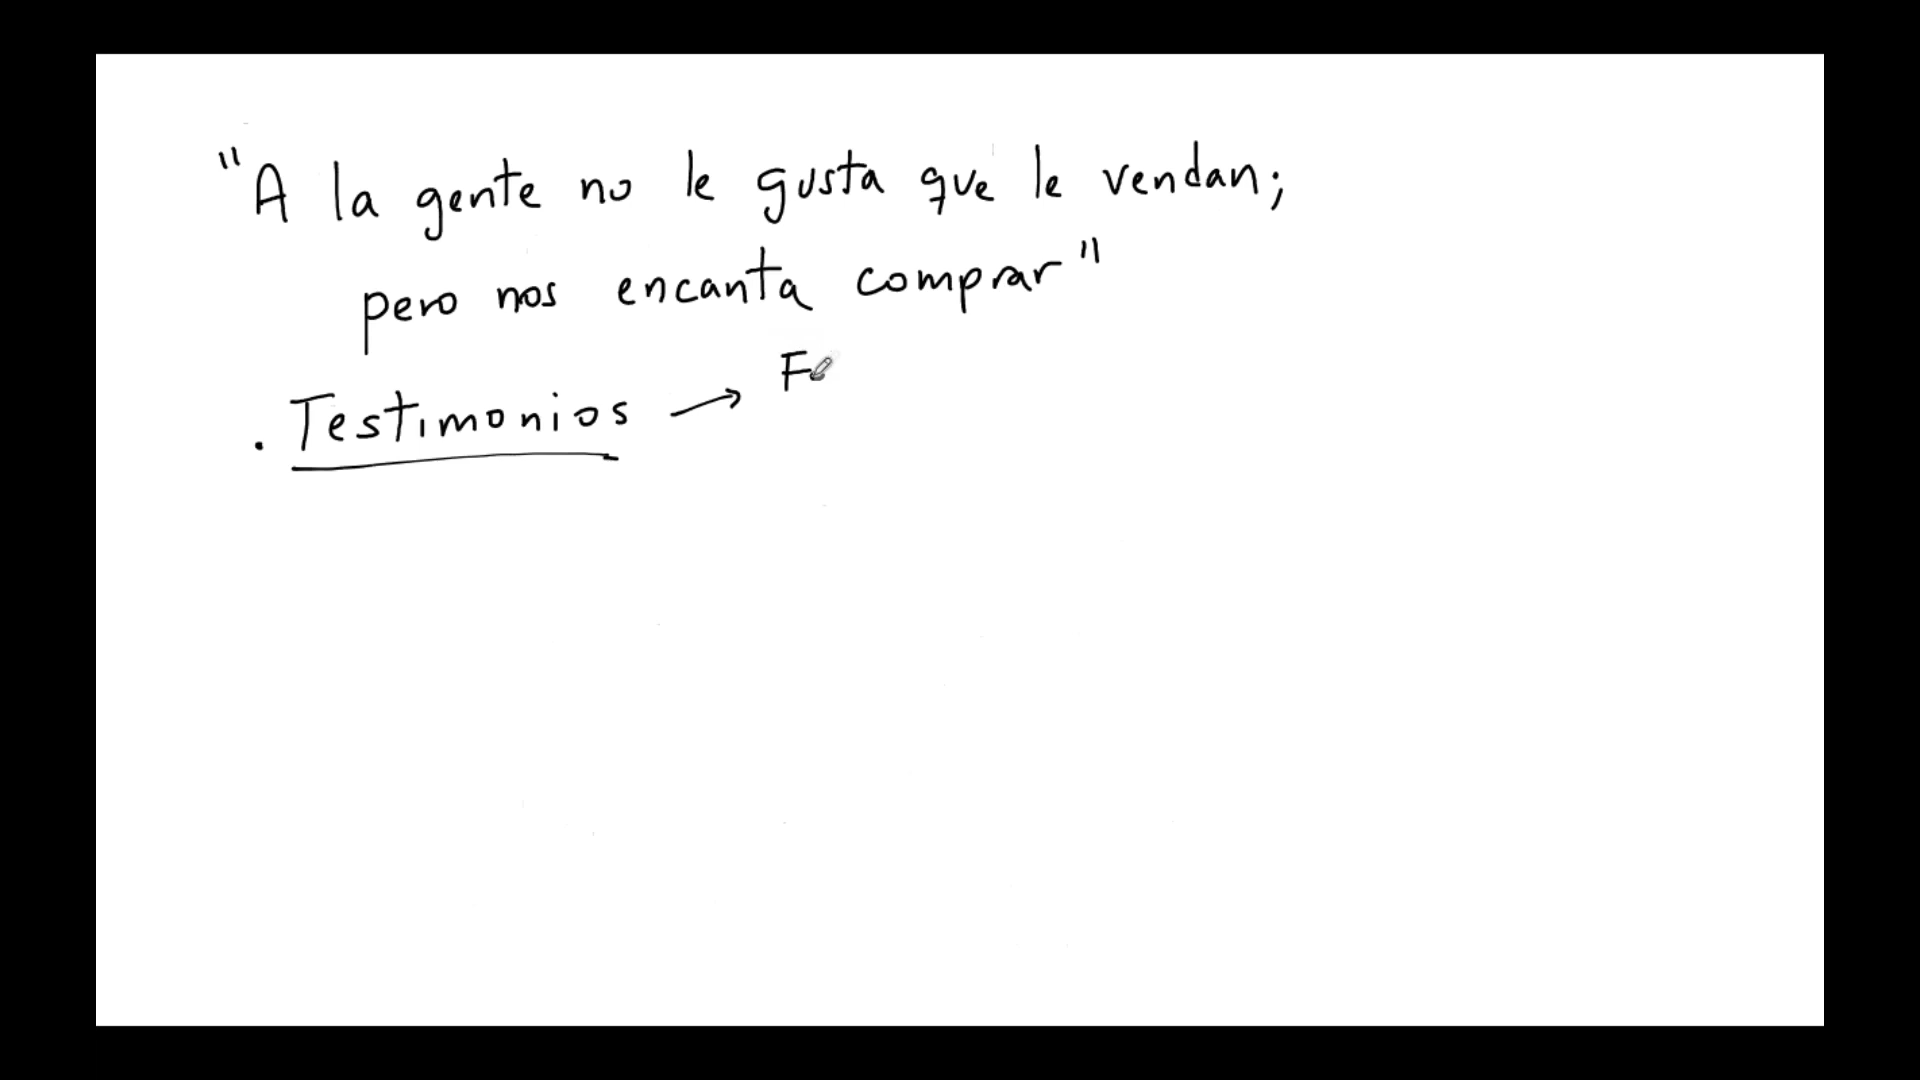 "A la gente no le gusta que le vendan;
pero nos encanta comprar"
. Testimonios → F